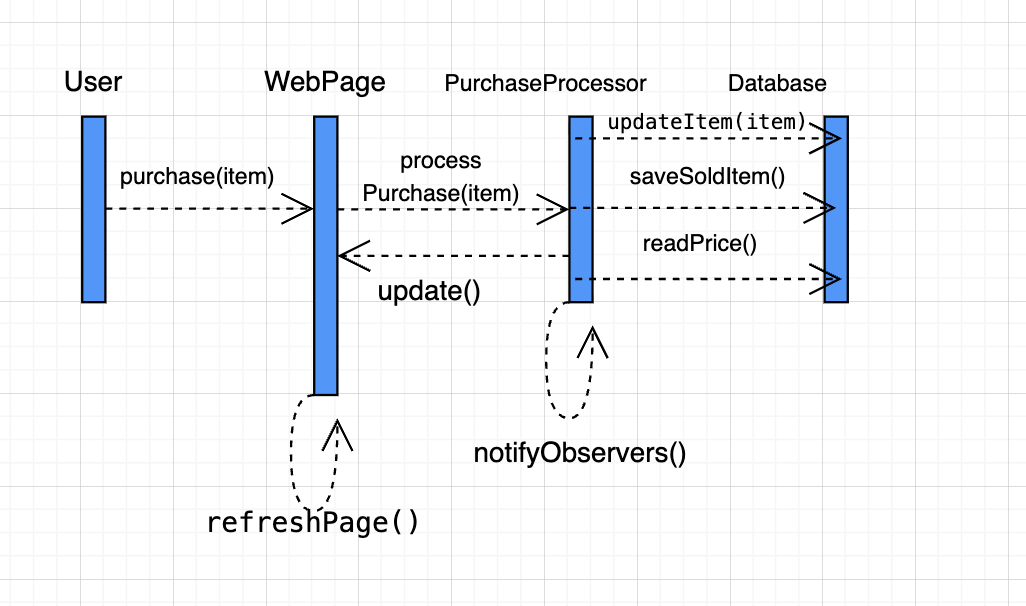 User
WebPage
PurchaseProcessor
Database
updateItem(item)
purchase(item)
process
Purchase(item)
saveSoldItem()
readPrice()
update()
notifyObservers()
refreshPage()